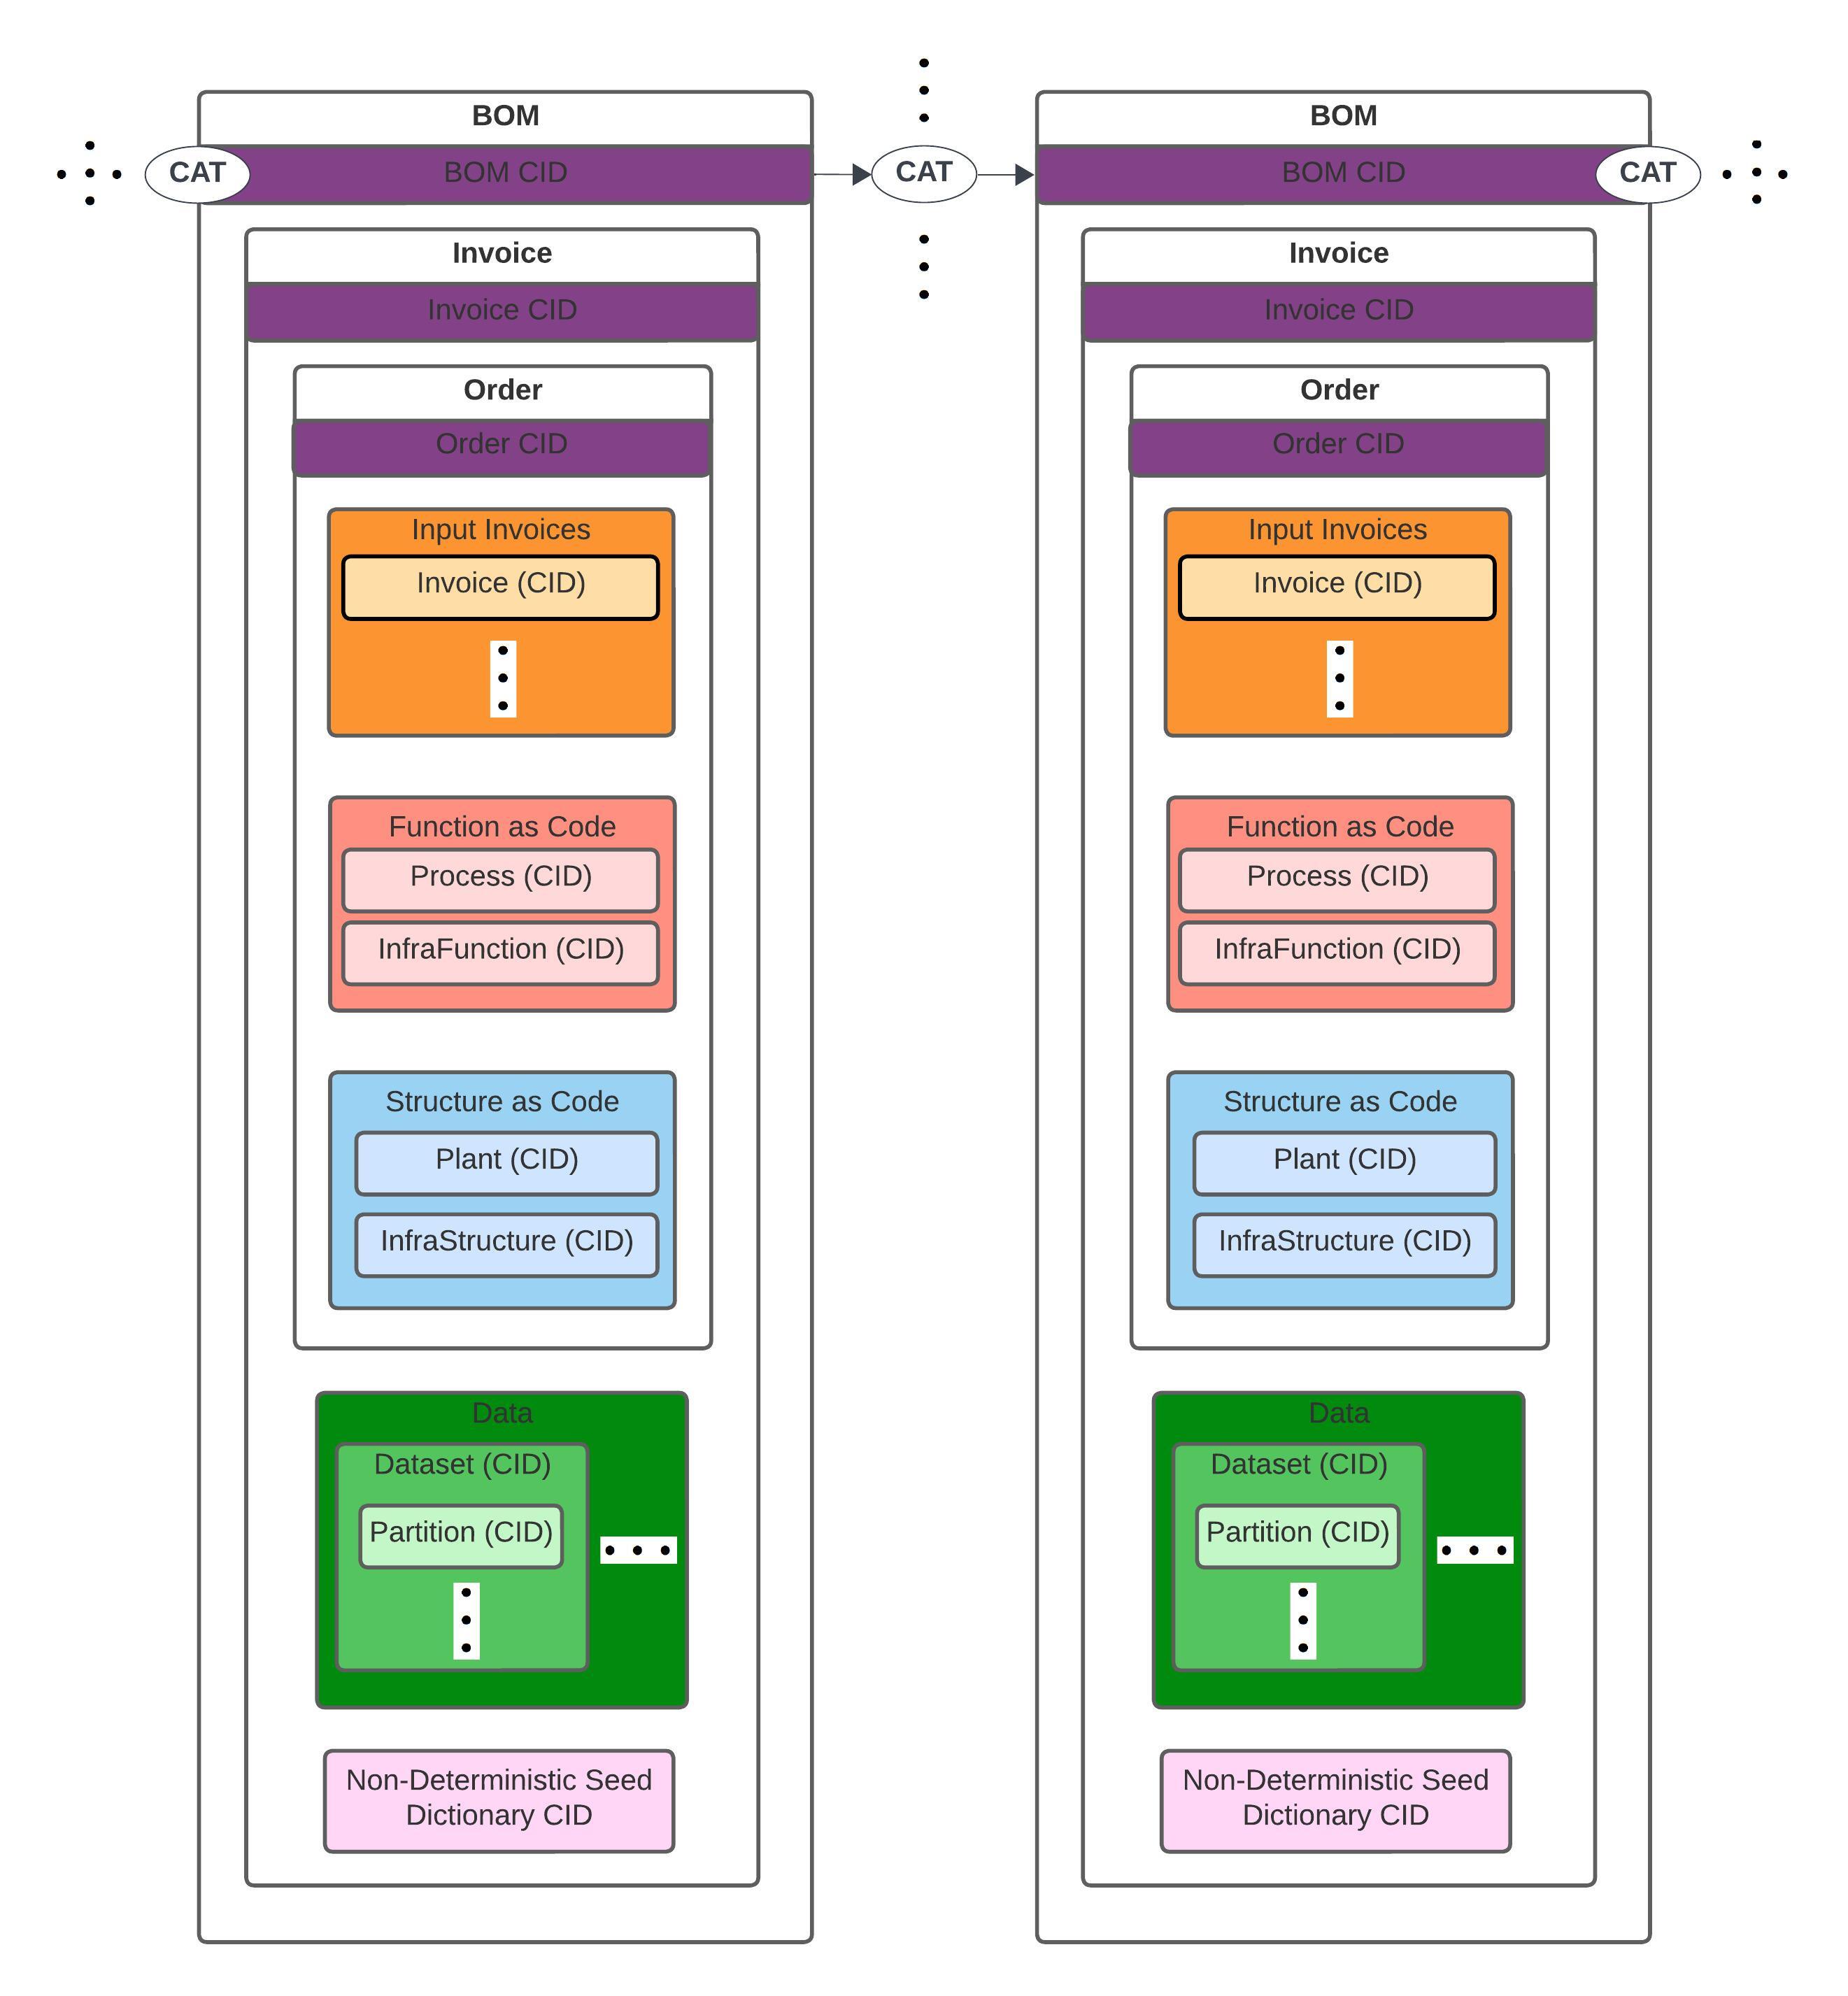 BOM
CAT
BOM CID
Invoice
Invoice CID
Order
Order CID
Input Invoices
Invoice (CID)
Function as Code
Process (CID)
InfraFunction (CID)
Structure as Code
Plant (CID)
InfraStructure (CID)
Data
Dataset (CID)
Partition (CID)
Non-Deterministic Seed
Dictionary CID
CAT
BOM
BOM CID
CAT
Invoice
Invoice CID
Order
Order CID
Input Invoices
Invoice (CID)
Function as Code
Process (CID)
InfraFunction (CID)
Structure as Code
Plant (CID)
InfraStructure (CID)
Data
Dataset (CID)
Partition (CID)
Non-Deterministic Seed
Dictionary CID